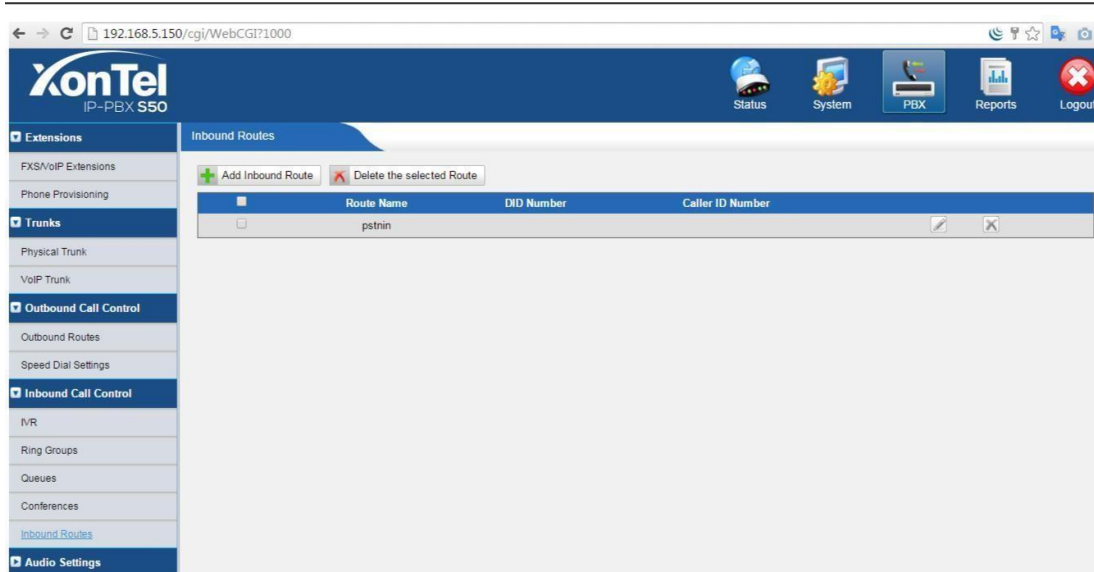 192.168.5.150/cgi/WebCGI?1000
XonTel
IP-PBX S50
Status
System
PBX
Reports
Logout
Extensions
FXS/VoIP Extensions
Phone Provisioning
Trunks
Physical Trunk
VoIP Trunk
Outbound Call Control
Outbound Routes
Speed Dial Settings
Inbound Call Control
IVR
Ring Groups
Queues
Conferences
Inbound Routes
Audio Settings
Inbound Routes
Add Inbound Route Delete the selected Route
Route Name DID Number Caller ID Number
pstnin